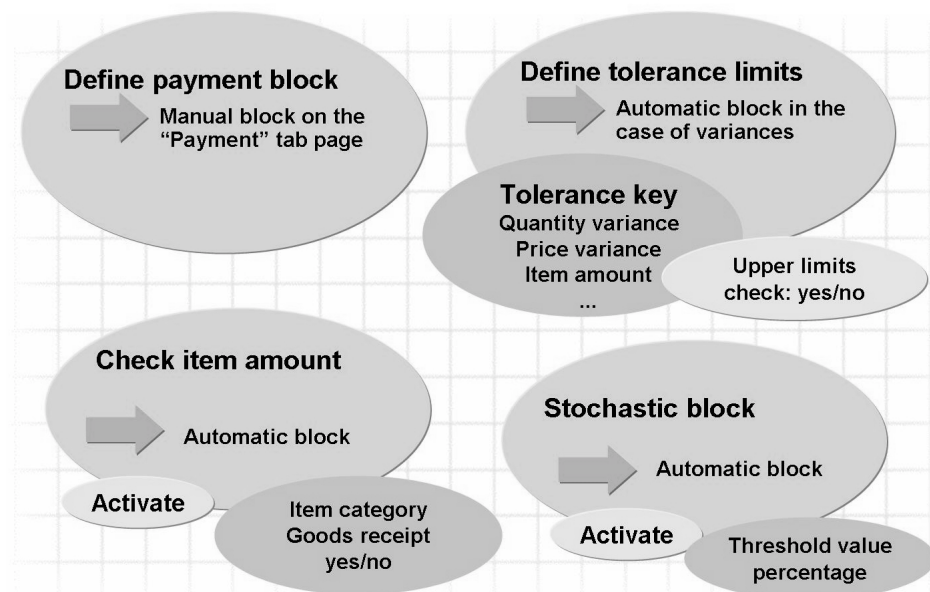 Define payment block
Manual block on the
“Payment” tab page
Define tolerance limits
Automatic block in the
case of variances
Tolerance key
Quantity variance
Price variance
Item amount
...
Upper limits
check: yes/no
Check item amount
Automatic block
Activate
Item category
Goods receipt
yes/no
Stochastic block
Automatic block
Activate
Threshold value
percentage